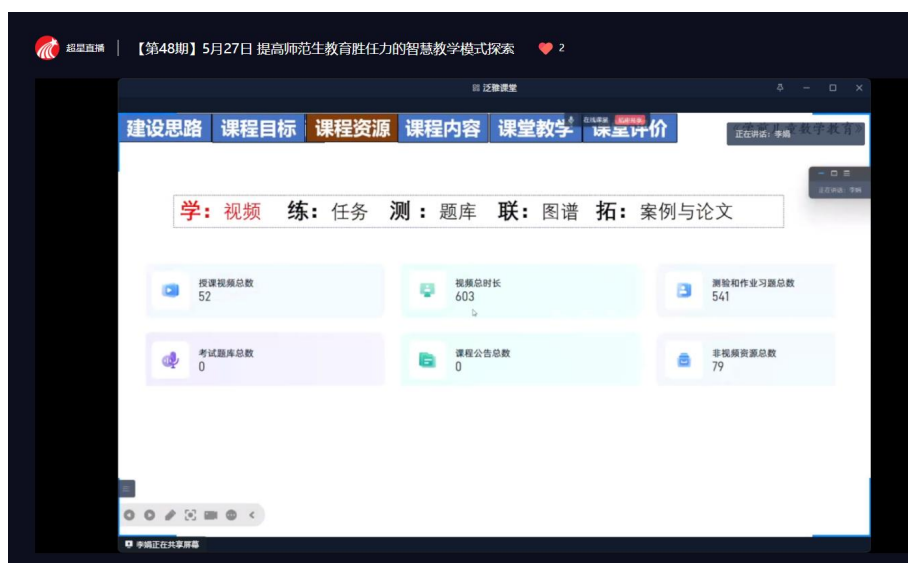 超星直播
【第48期】5月27日 提高师范生教育胜任力的智慧教学模式探索
2
泛雅课堂
建设思路 课程目标 课程资源 课程内容 课堂教学 课堂评价
正在讲话: 李娟
学: 视频 练: 任务 测: 题库 联: 图谱 拓: 案例与论文
授课视频总数
52
视频总时长
603
测验和作业习题总数
541
考试题库总数
0
课程公告总数
0
非视频资源总数
79
李娟正在共享屏幕